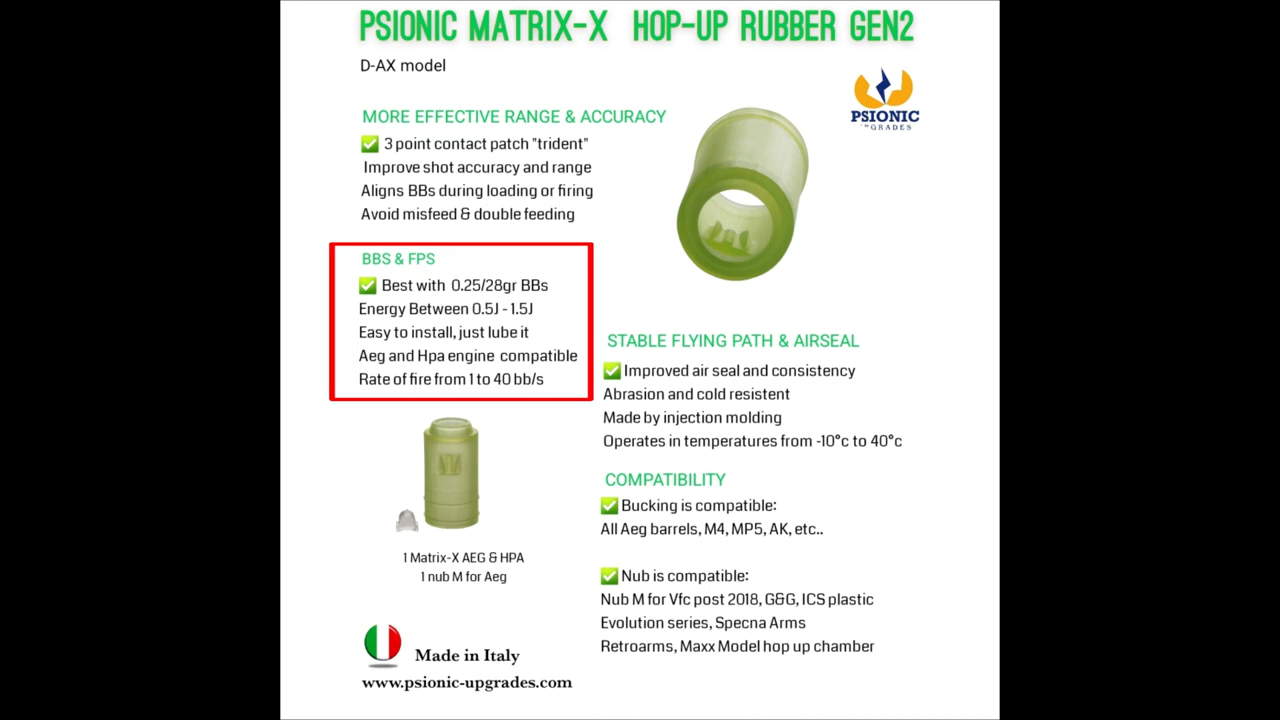 PSIONIC MATRIX-X HOP-UP RUBBER GEN2
D-AX model
PSIONIC
MORE EFFECTIVE RANGE & ACCURACY
✅ 3 point contact patch "trident"
Improve shot accuracy and range
Aligns BBs during loading or firing
Avoid misfeed & double feeding
BBS & FPS
✅ Best with 0.25/28gr BBs
Energy Between 0.5J - 1.5J
Easy to install, just lube it
Aeg and Hpa engine compatible
Rate of fire from 1 to 40 bb/s
1 Matrix-X AEG & HPA
1 nub M for Aeg
Made in Italy
www.psionic-upgrades.com
STABLE FLYING PATH & AIRSEAL
✅ Improved air seal and consistency
Abrasion and cold resistent
Made by injection molding
Operates in temperatures from -10°c to 40°c
COMPATIBILITY
✅ Bucking is compatible:
All Aeg barrels, M4, MP5, AK, etc..
✅ Nub is compatible:
Nub M for Vfc post 2018, G&G, ICS plastic
Evolution series, Specna Arms
Retroarms, Maxx Model hop up chamber